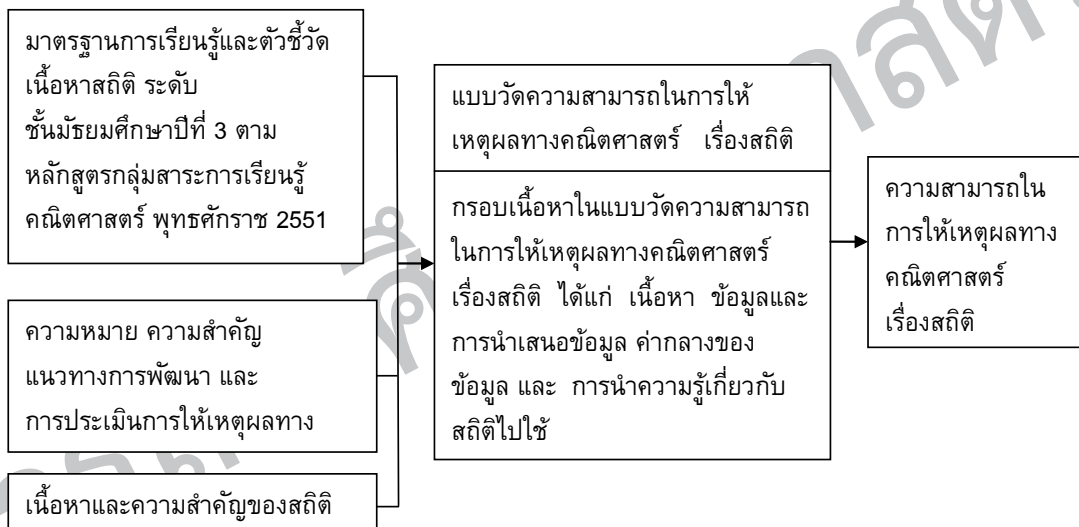 มาตรฐานการเรียนรู้และตัวชี้วัด
เนื้อหาสถิติ ระดับ
ชั้นมัธยมศึกษาปีที่ 3 ตาม
หลักสูตรกลุ่มสาระการเรียนรู้
คณิตศาสตร์ พุทธศักราช 2551
ความหมาย ความสำคัญ
แนวทางการพัฒนา และ
การประเมินการให้เหตุผลทาง
เนื้อหาและความสำคัญของสถิติ
แบบวัดความสามารถในการให้
เหตุผลทางคณิตศาสตร์ เรื่องสถิติ
กรอบเนื้อหาในแบบวัดความสามารถ
ในการให้เหตุผลทางคณิตศาสตร์
เรื่องสถิติ ได้แก่ เนื้อหา ข้อมูลและ
การนำเสนอข้อมูล ค่ากลางของ
ข้อมูล และ การนำความรู้เกี่ยวกับ
สถิติไปใช้
ความสามารถใน
การให้เหตุผลทาง
คณิตศาสตร์
เรื่องสถิติ